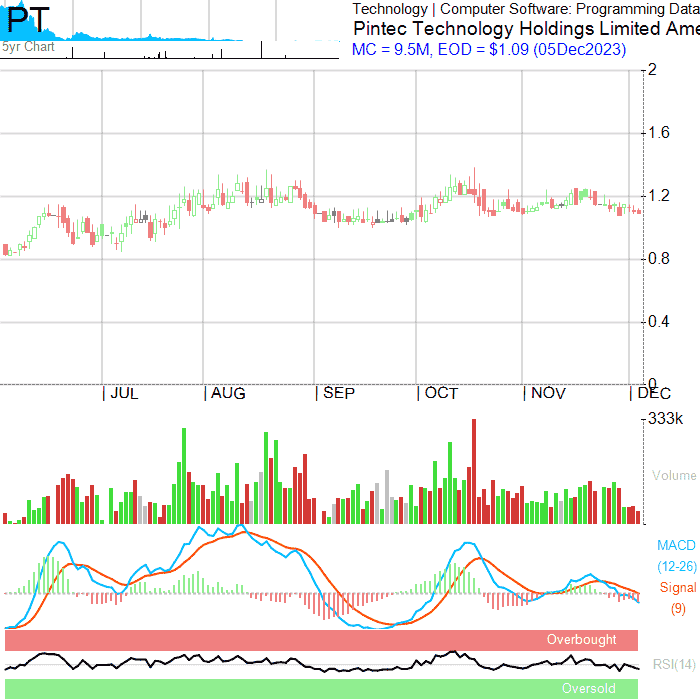 PT
5yr Chart
Technology | Computer Software: Programming Data
Pintec Technology Holdings Limited Ame
MC = 9.5M, EOD = $1.09 (05Dec2023)
2
1.6
1.2
0.8
0.4
0
JUL
AUG
SEP
OCT
NOV
DEC
333k
Volume
MACD
(12-26)
Signal
(9)
Overbought
RSI(14)
Oversold